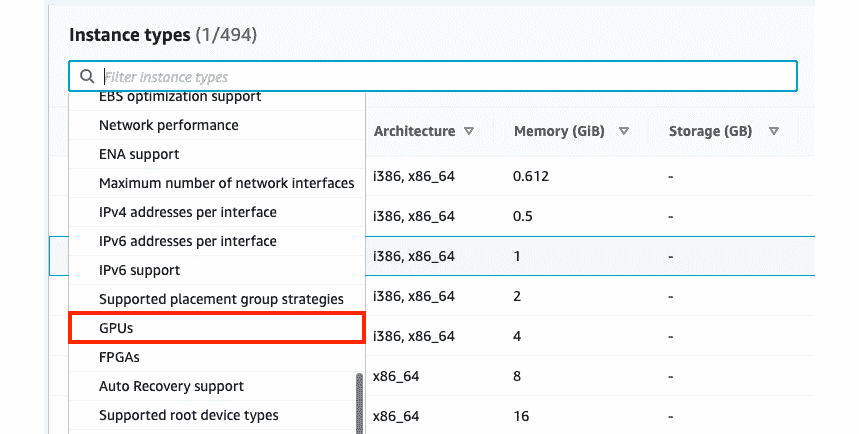 Instance types (1/494)
Filter instance types
EBS optimization support
Network performance
ENA support
Maximum number of network interfaces
IPv4 addresses per interface
IPv6 addresses per interface
IPv6 support
Supported placement group strategies
GPUs
FPGAs
Auto Recovery support
Supported root device types
Architecture Memory (GiB) Storage (GB)
i386, x86_64 0.612 -
i386, x86_64 0.5 -
i386, x86_64 1 -
i386, x86_64 2 -
i386, x86_64 4 -
x86_64 8 -
x86_64 16 -